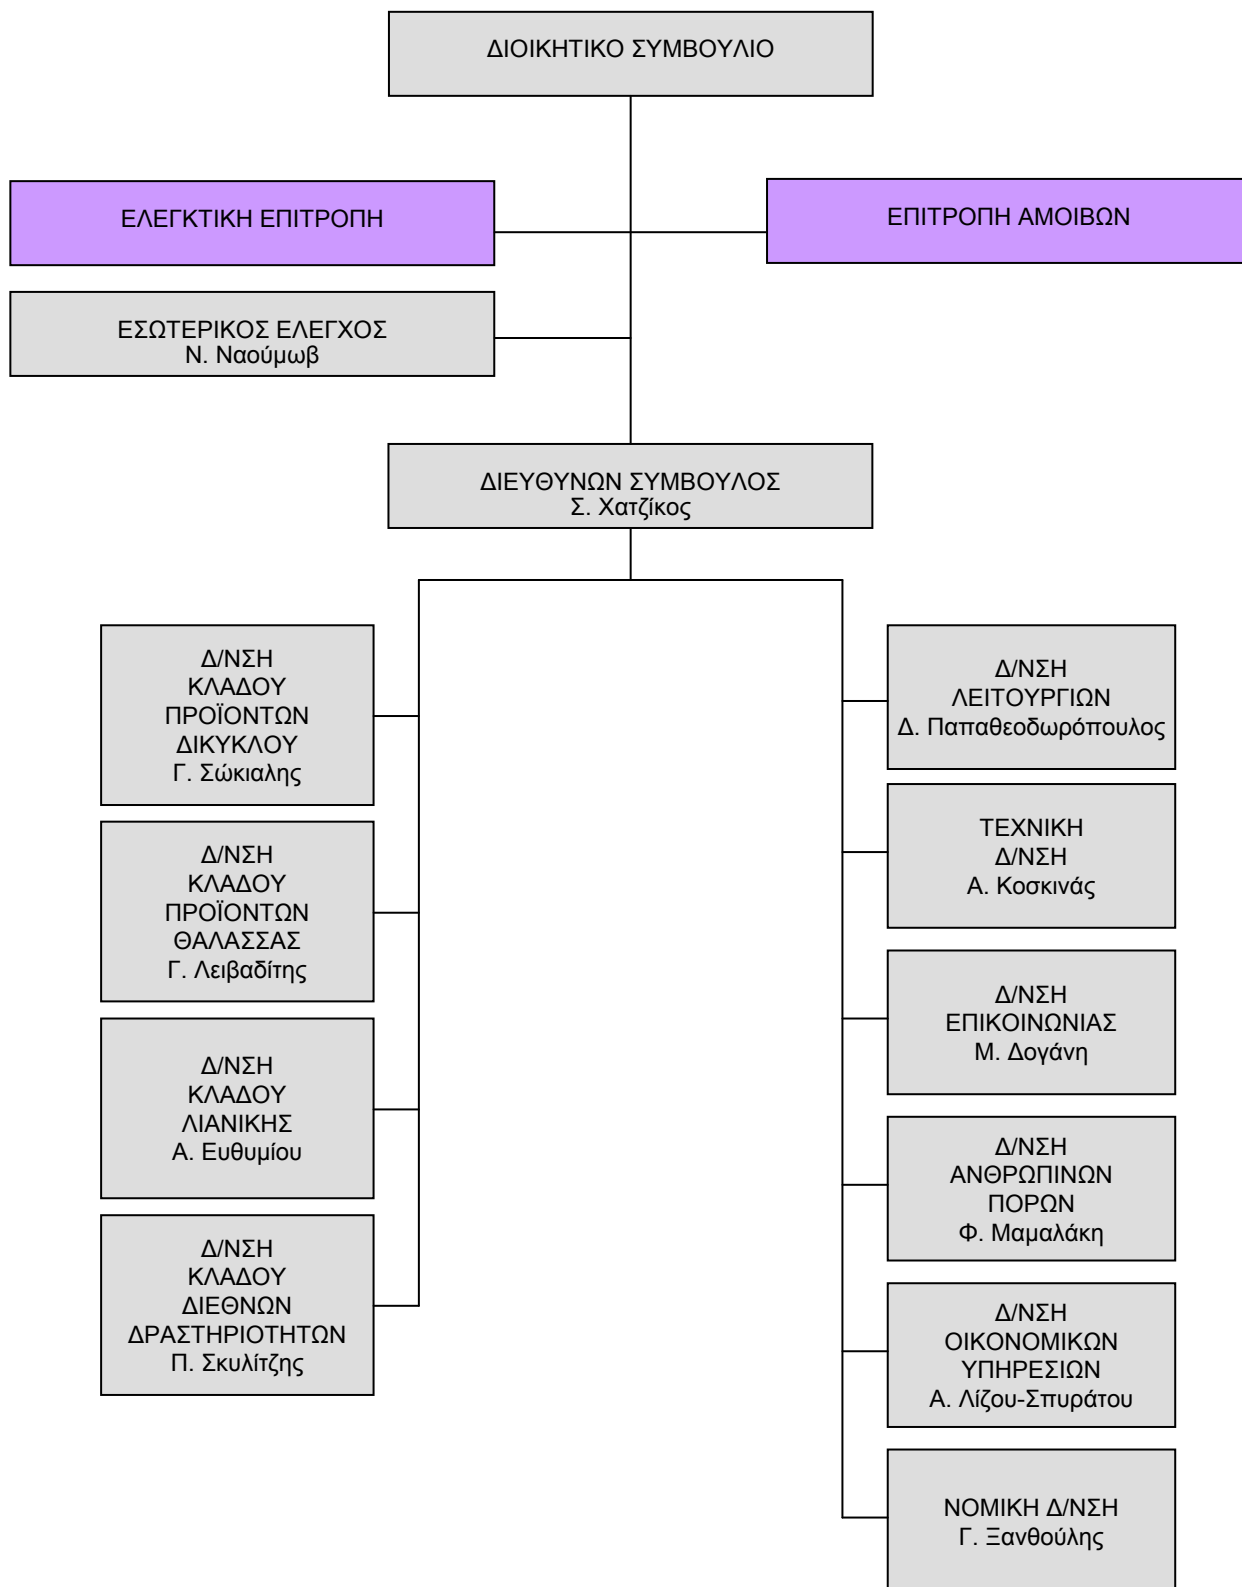 ΔΙΟΙΚΗΤΙΚΟ ΣΥΜΒΟΥΛΙΟ
ΕΛΕΓΚΤΙΚΗ ΕΠΙΤΡΟΠΗ
ΕΠΙΤΡΟΠΗ ΑΜΟΙΒΩΝ
ΕΣΩΤΕΡΙΚΟΣ ΕΛΕΓΧΟΣ
Ν. Ναούμωβ
ΔΙΕΥΘΥΝΩΝ ΣΥΜΒΟΥΛΟΣ
Σ. Χατζίκος
Δ/ΝΣΗ
ΚΛΑΔΟΥ
ΠΡΟΪΟΝΤΩΝ
ΔΙΚΥΚΛΟΥ
Γ. Σώκιαλης
Δ/ΝΣΗ
ΚΛΑΔΟΥ
ΠΡΟΪΟΝΤΩΝ
ΘΑΛΑΣΣΑΣ
Γ. Λειβαδίτης
Δ/ΝΣΗ
ΚΛΑΔΟΥ
ΛΙΑΝΙΚΗΣ
Α. Ευθυμίου
Δ/ΝΣΗ
ΚΛΑΔΟΥ
ΔΙΕΘΝΩΝ
ΔΡΑΣΤΗΡΙΟΤΗΤΩΝ
Π. Σκυλίτζης
Δ/ΝΣΗ
ΛΕΙΤΟΥΡΓΙΩΝ
Δ. Παπαθεοδωρόπουλος
ΤΕΧΝΙΚΗ
Δ/ΝΣΗ
Α. Κοσκινάς
Δ/ΝΣΗ
ΕΠΙΚΟΙΝΩΝΙΑΣ
Μ. Δογάνη
Δ/ΝΣΗ
ΑΝΘΡΩΠΙΝΩΝ
ΠΟΡΩΝ
Φ. Μαμαλάκη
Δ/ΝΣΗ
ΟΙΚΟΝΟΜΙΚΩΝ
ΥΠΗΡΕΣΙΩΝ
Α. Λίζου-Σπυράτου
ΝΟΜΙΚΗ Δ/ΝΣΗ
Γ. Ξανθούλης